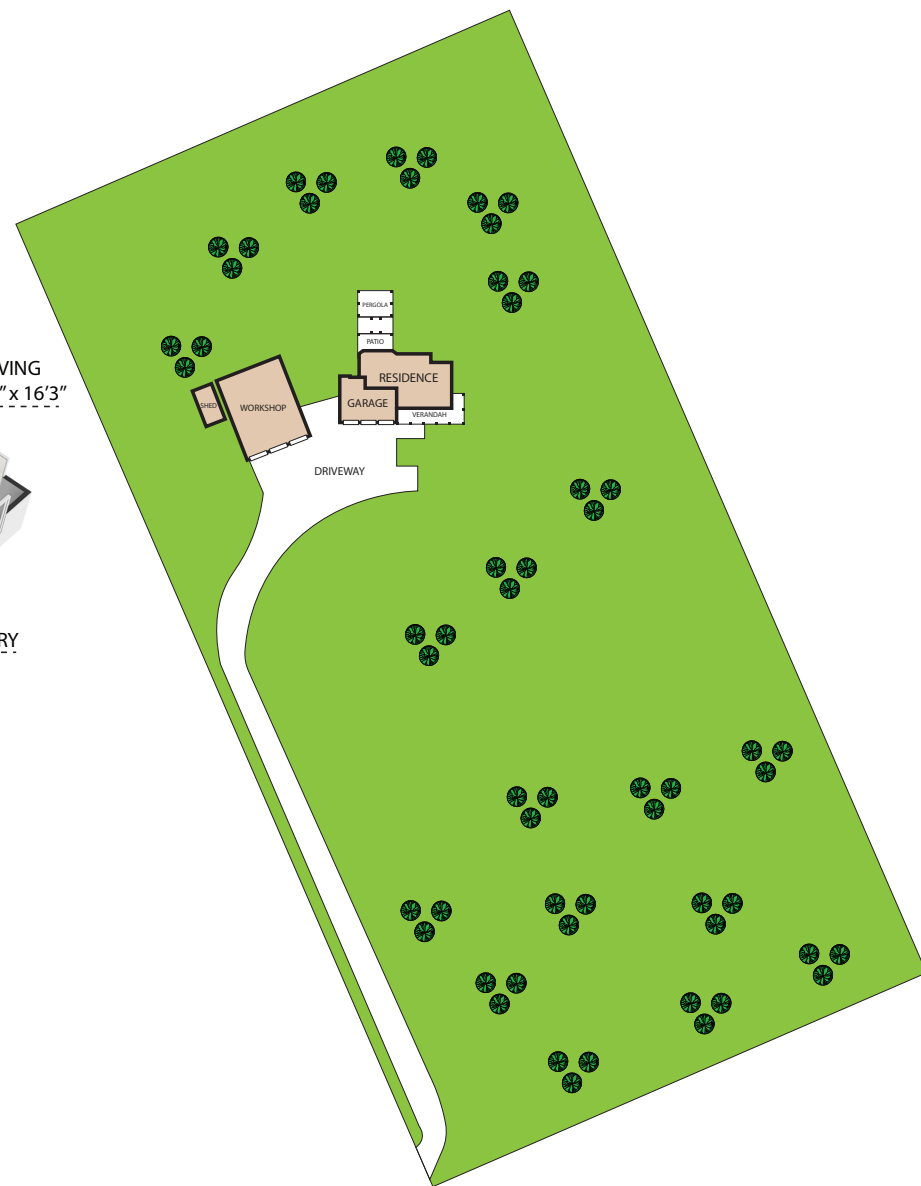 PERGOLA
PATIO
VING
" x 16'3"
RESIDENCE
SHED
WORKSHOP
GARAGE
VERANDAH
DRIVEWAY
RY